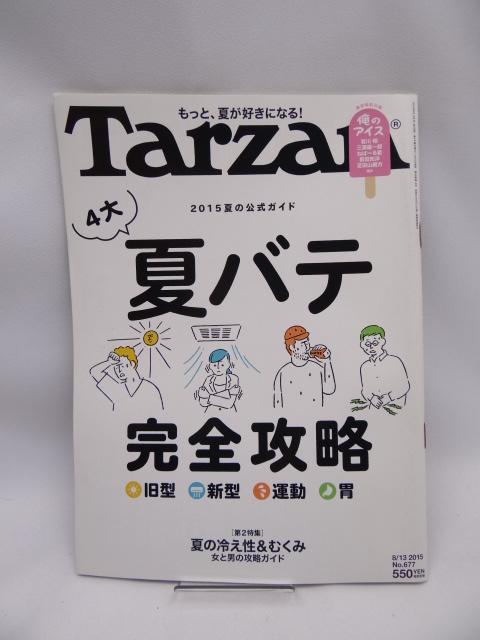 もっと、夏が好きになる!
Tarzan®
俺の
アイス
2015夏の公式ガイド
4大
夏バテ
完全攻略
旧型 新型 運動 胃
[第2特集]
夏の冷え性&むくみ
女と男の攻略ガイド
8/13 2015
No.677
550YEN